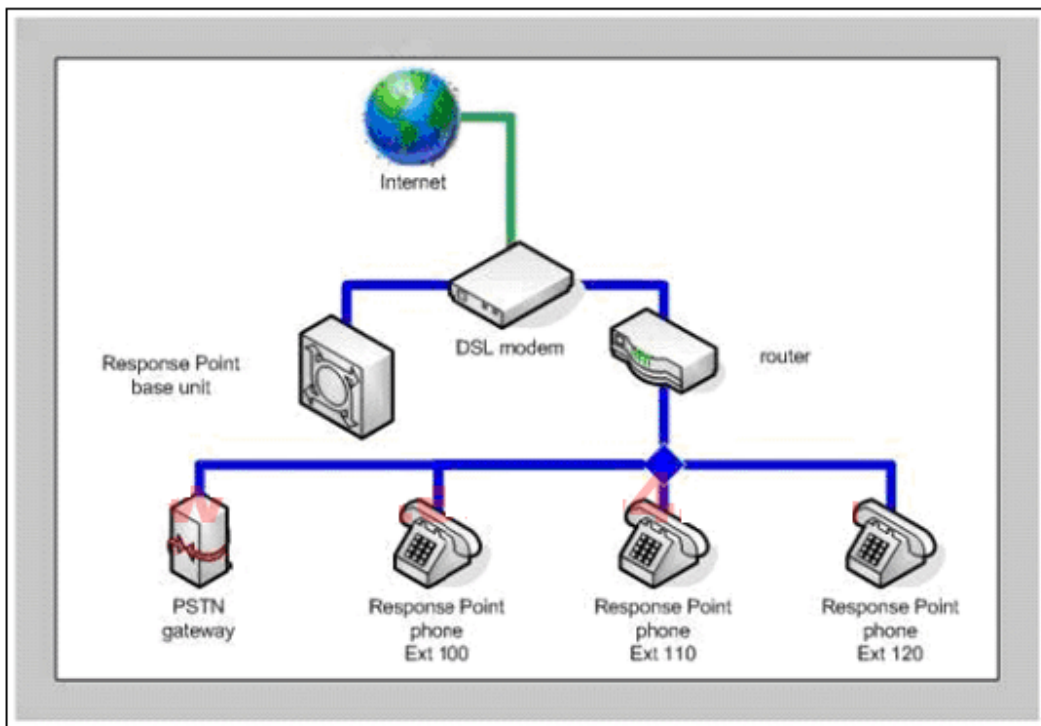 Internet
DSL modem
Response Point
base unit
router
PSTN
gateway
Response Point
phone
Ext 100
Response Point
phone
Ext 110
Response Point
phone
Ext 120